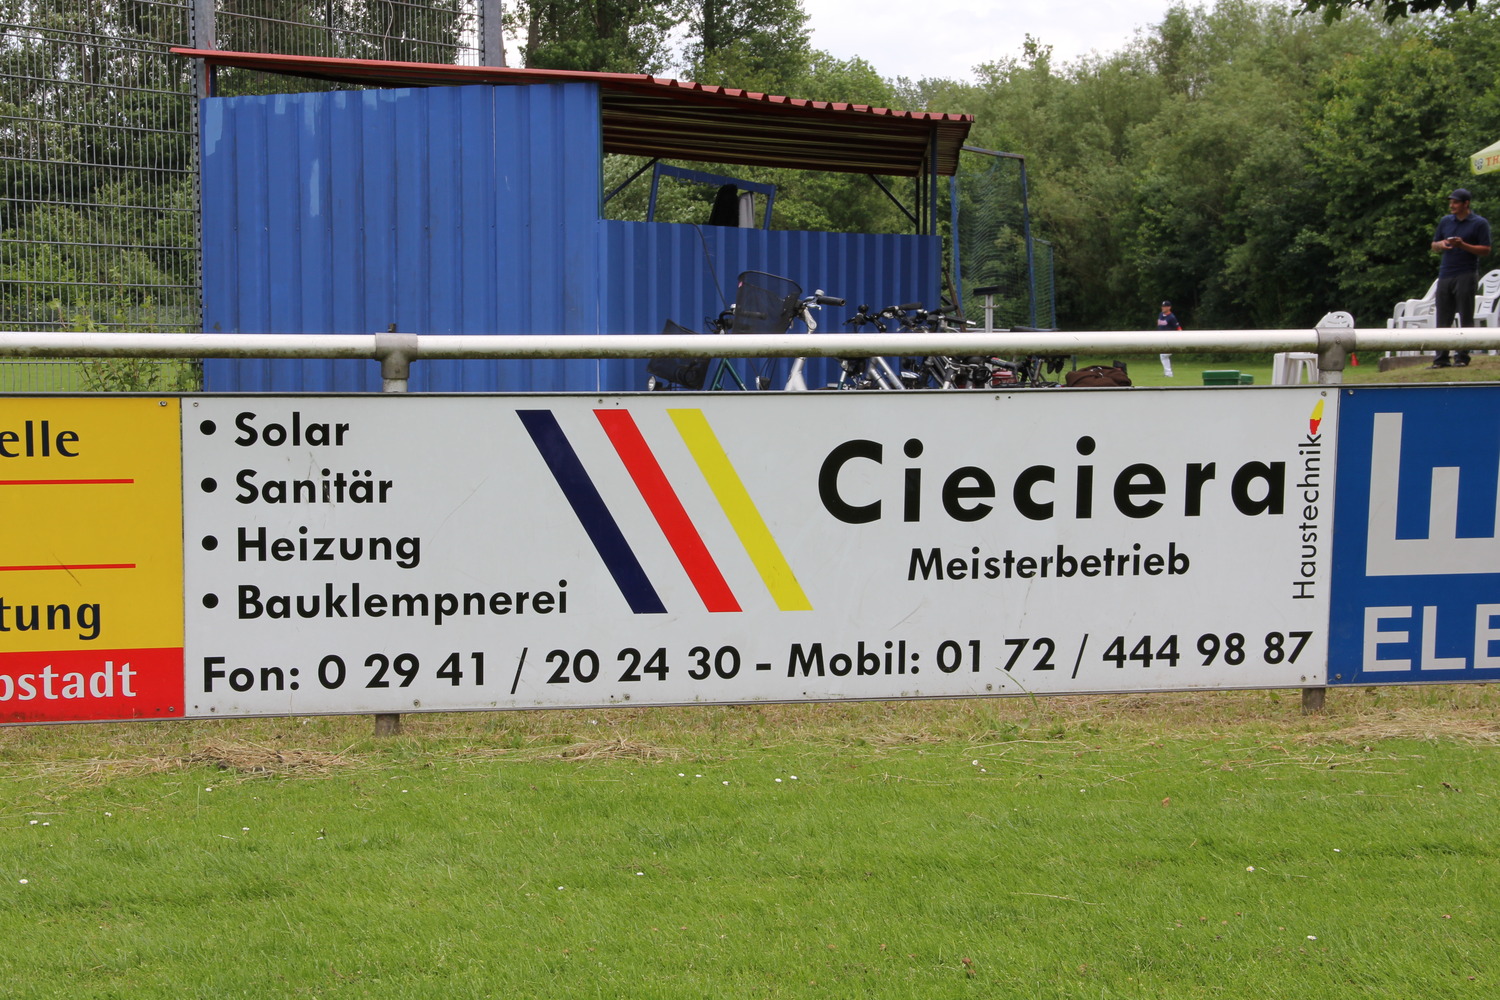 • Solar
• Sanitär
• Heizung
• Bauklempnerei
Cieciera
Meisterbetrieb
Haustechnik
Fon: 0 29 41 / 20 24 30 - Mobil: 01 72 / 444 98 87
elle
tung
pstadt
E
ELE